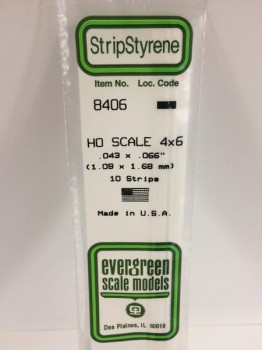 StripStyrene
Item No. Loc. Code
8406
HO SCALE 4x6
.043 x .066"
(1.09 x 1.68 mm)
10 Strips
Made in U.S.A.
evergreen
scale models
Des Plaines, IL 60018